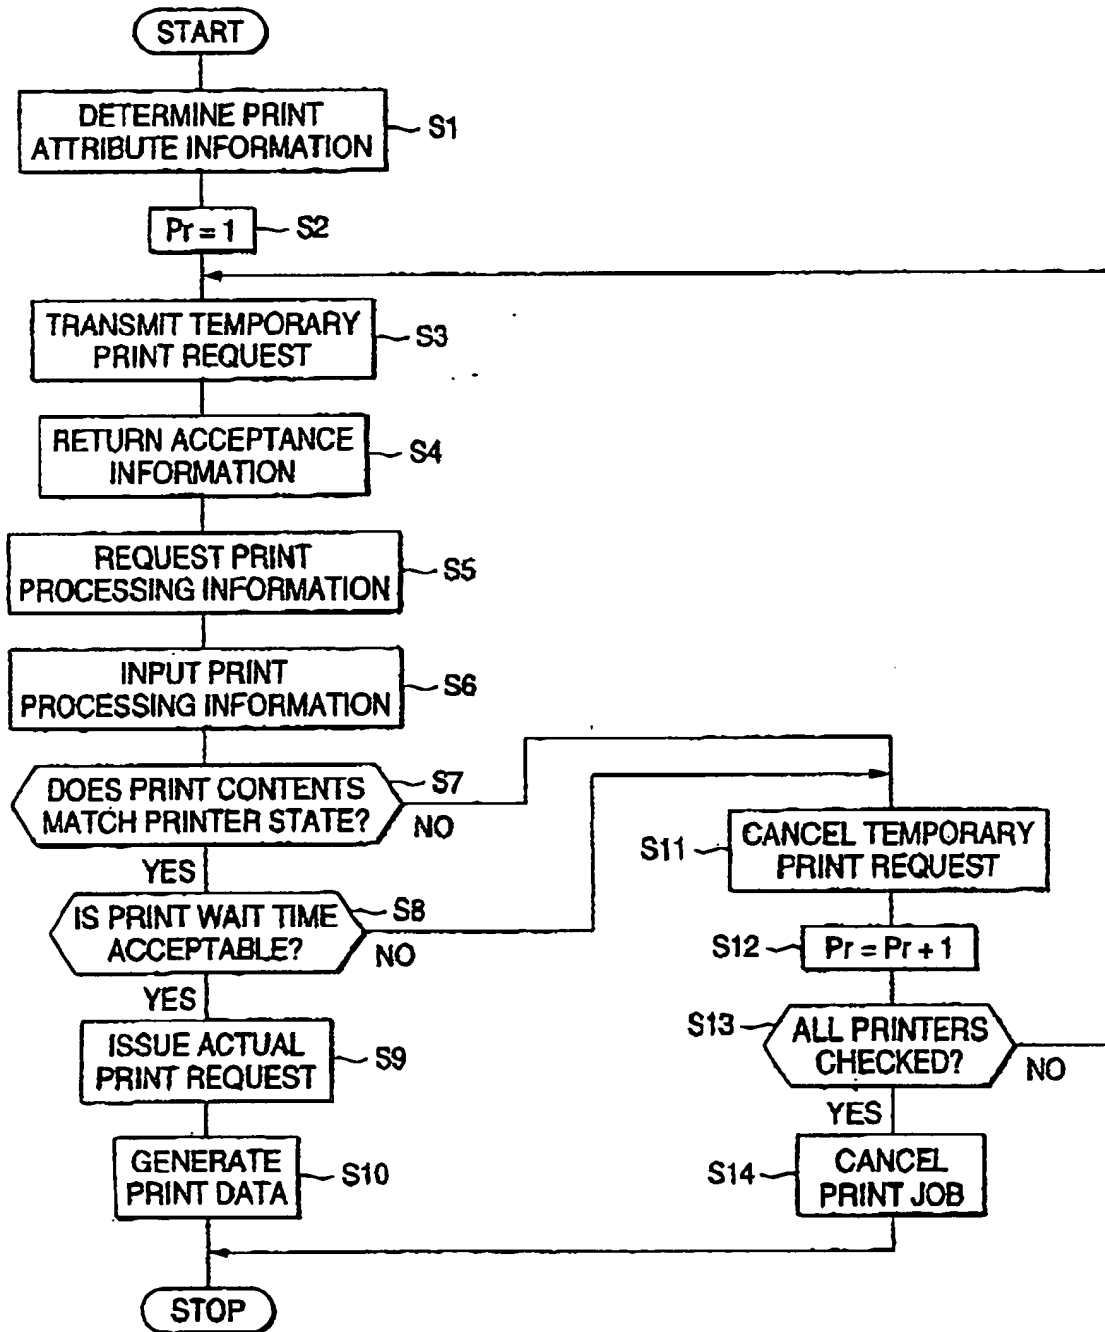 START
DETERMINE PRINT
ATTRIBUTE INFORMATION
S1
Pr = 1
S2
TRANSMIT TEMPORARY
PRINT REQUEST
S3
RETURN ACCEPTANCE
INFORMATION
S4
REQUEST PRINT
PROCESSING INFORMATION
S5
INPUT PRINT
PROCESSING INFORMATION
S6
DOES PRINT CONTENTS
MATCH PRINTER STATE?
S7
NO
YES
IS PRINT WAIT TIME
ACCEPTABLE?
S8
NO
YES
ISSUE ACTUAL
PRINT REQUEST
S9
GENERATE
PRINT DATA
S10
S11
CANCEL TEMPORARY
PRINT REQUEST
S12
Pr = Pr + 1
S13
ALL PRINTERS
CHECKED?
NO
YES
S14
CANCEL
PRINT JOB
STOP